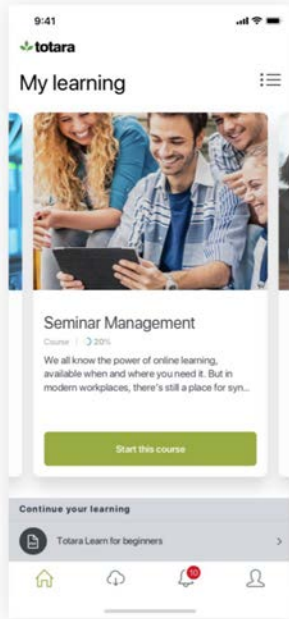 9:41
totara
My learning
Seminar Management
Course | 20%
We all know the power of online learning,
available when and where you need it. But in
modern workplaces, there's still a place for syn...
Start this course
Continue your learning
Totara Learn for beginners
10